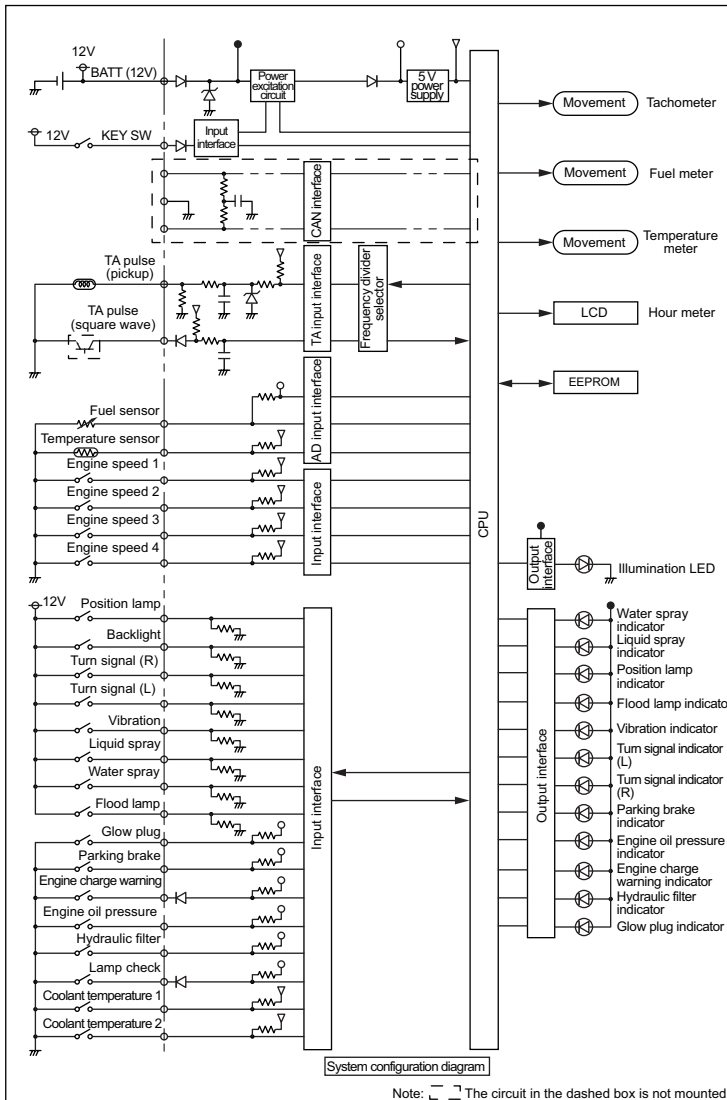 12V
BATT (12V)
Power
excitation
circuit
5 V
power
supply
12V
KEY SW
Input
interface
CAN interface
TA pulse
(pickup)
TA pulse
(square wave)
TA input interface
Frequency divider
selector
Fuel sensor
Temperature sensor
AD input interface
Engine speed 1
Engine speed 2
Engine speed 3
Engine speed 4
Input interface
CPU
Movement
Tachometer
Movement
Fuel meter
Movement
Temperature
meter
LCD
Hour meter
EEPROM
Output
interface
Illumination LED
12V
Position lamp
Backlight
Turn signal (R)
Turn signal (L)
Vibration
Liquid spray
Water spray
Flood lamp
Glow plug
Parking brake
Engine charge warning
Engine oil pressure
Hydraulic filter
Lamp check
Coolant temperature 1
Coolant temperature 2
Input interface
Output interface
Water spray
indicator
Liquid spray
indicator
Position lamp
indicator
Flood lamp indicator
Vibration indicator
Turn signal indicator
(L)
Turn signal indicator
(R)
Parking brake
indicator
Engine oil pressure
indicator
Engine charge
warning indicator
Hydraulic filter
indicator
Glow plug indicator
System configuration diagram
Note: The circuit in the dashed box is not mounted